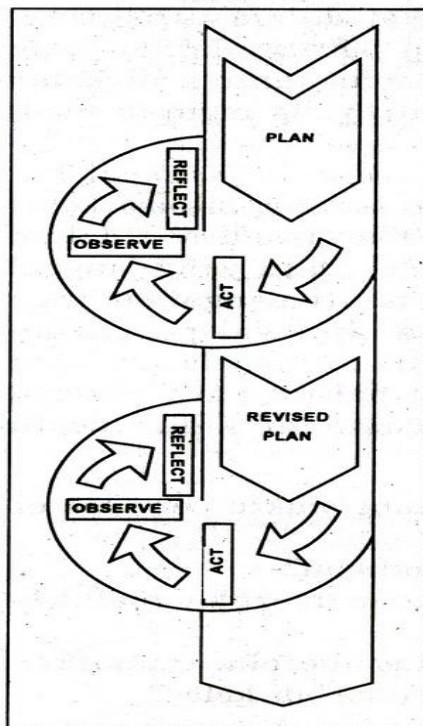 PLAN
REFLECT
OBSERVE
ACT
REVISED
PLAN
REFLECT
OBSERVE
ACT